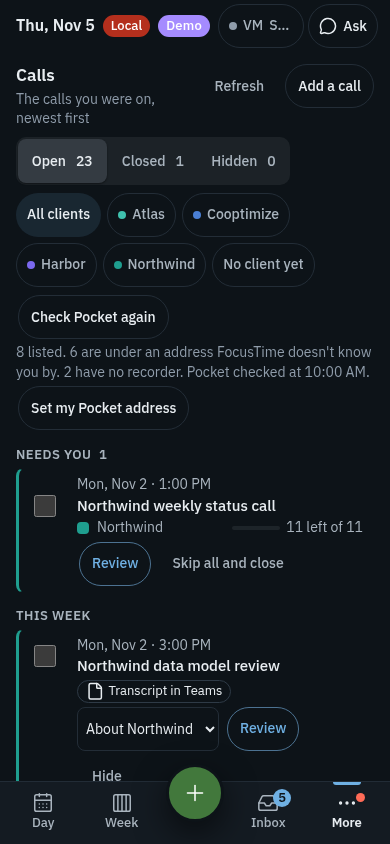 Thu, Nov 5 Local Demo VM S... Ask
Calls
The calls you were on,
newest first
Refresh Add a call
Open 23 Closed 1 Hidden 0
All clients Atlas Cooptimize
Harbor Northwind No client yet
Check Pocket again
8 listed. 6 are under an address FocusTime doesn't know
you by. 2 have no recorder. Pocket checked at 10:00 AM.
Set my Pocket address
NEEDS YOU 1
Mon, Nov 2 · 1:00 PM
Northwind weekly status call
Northwind 11 left of 11
Review Skip all and close
THIS WEEK
Mon, Nov 2 · 3:00 PM
Northwind data model review
Transcript in Teams
About Northwind Review
Hide
Day Week + Inbox 5 More